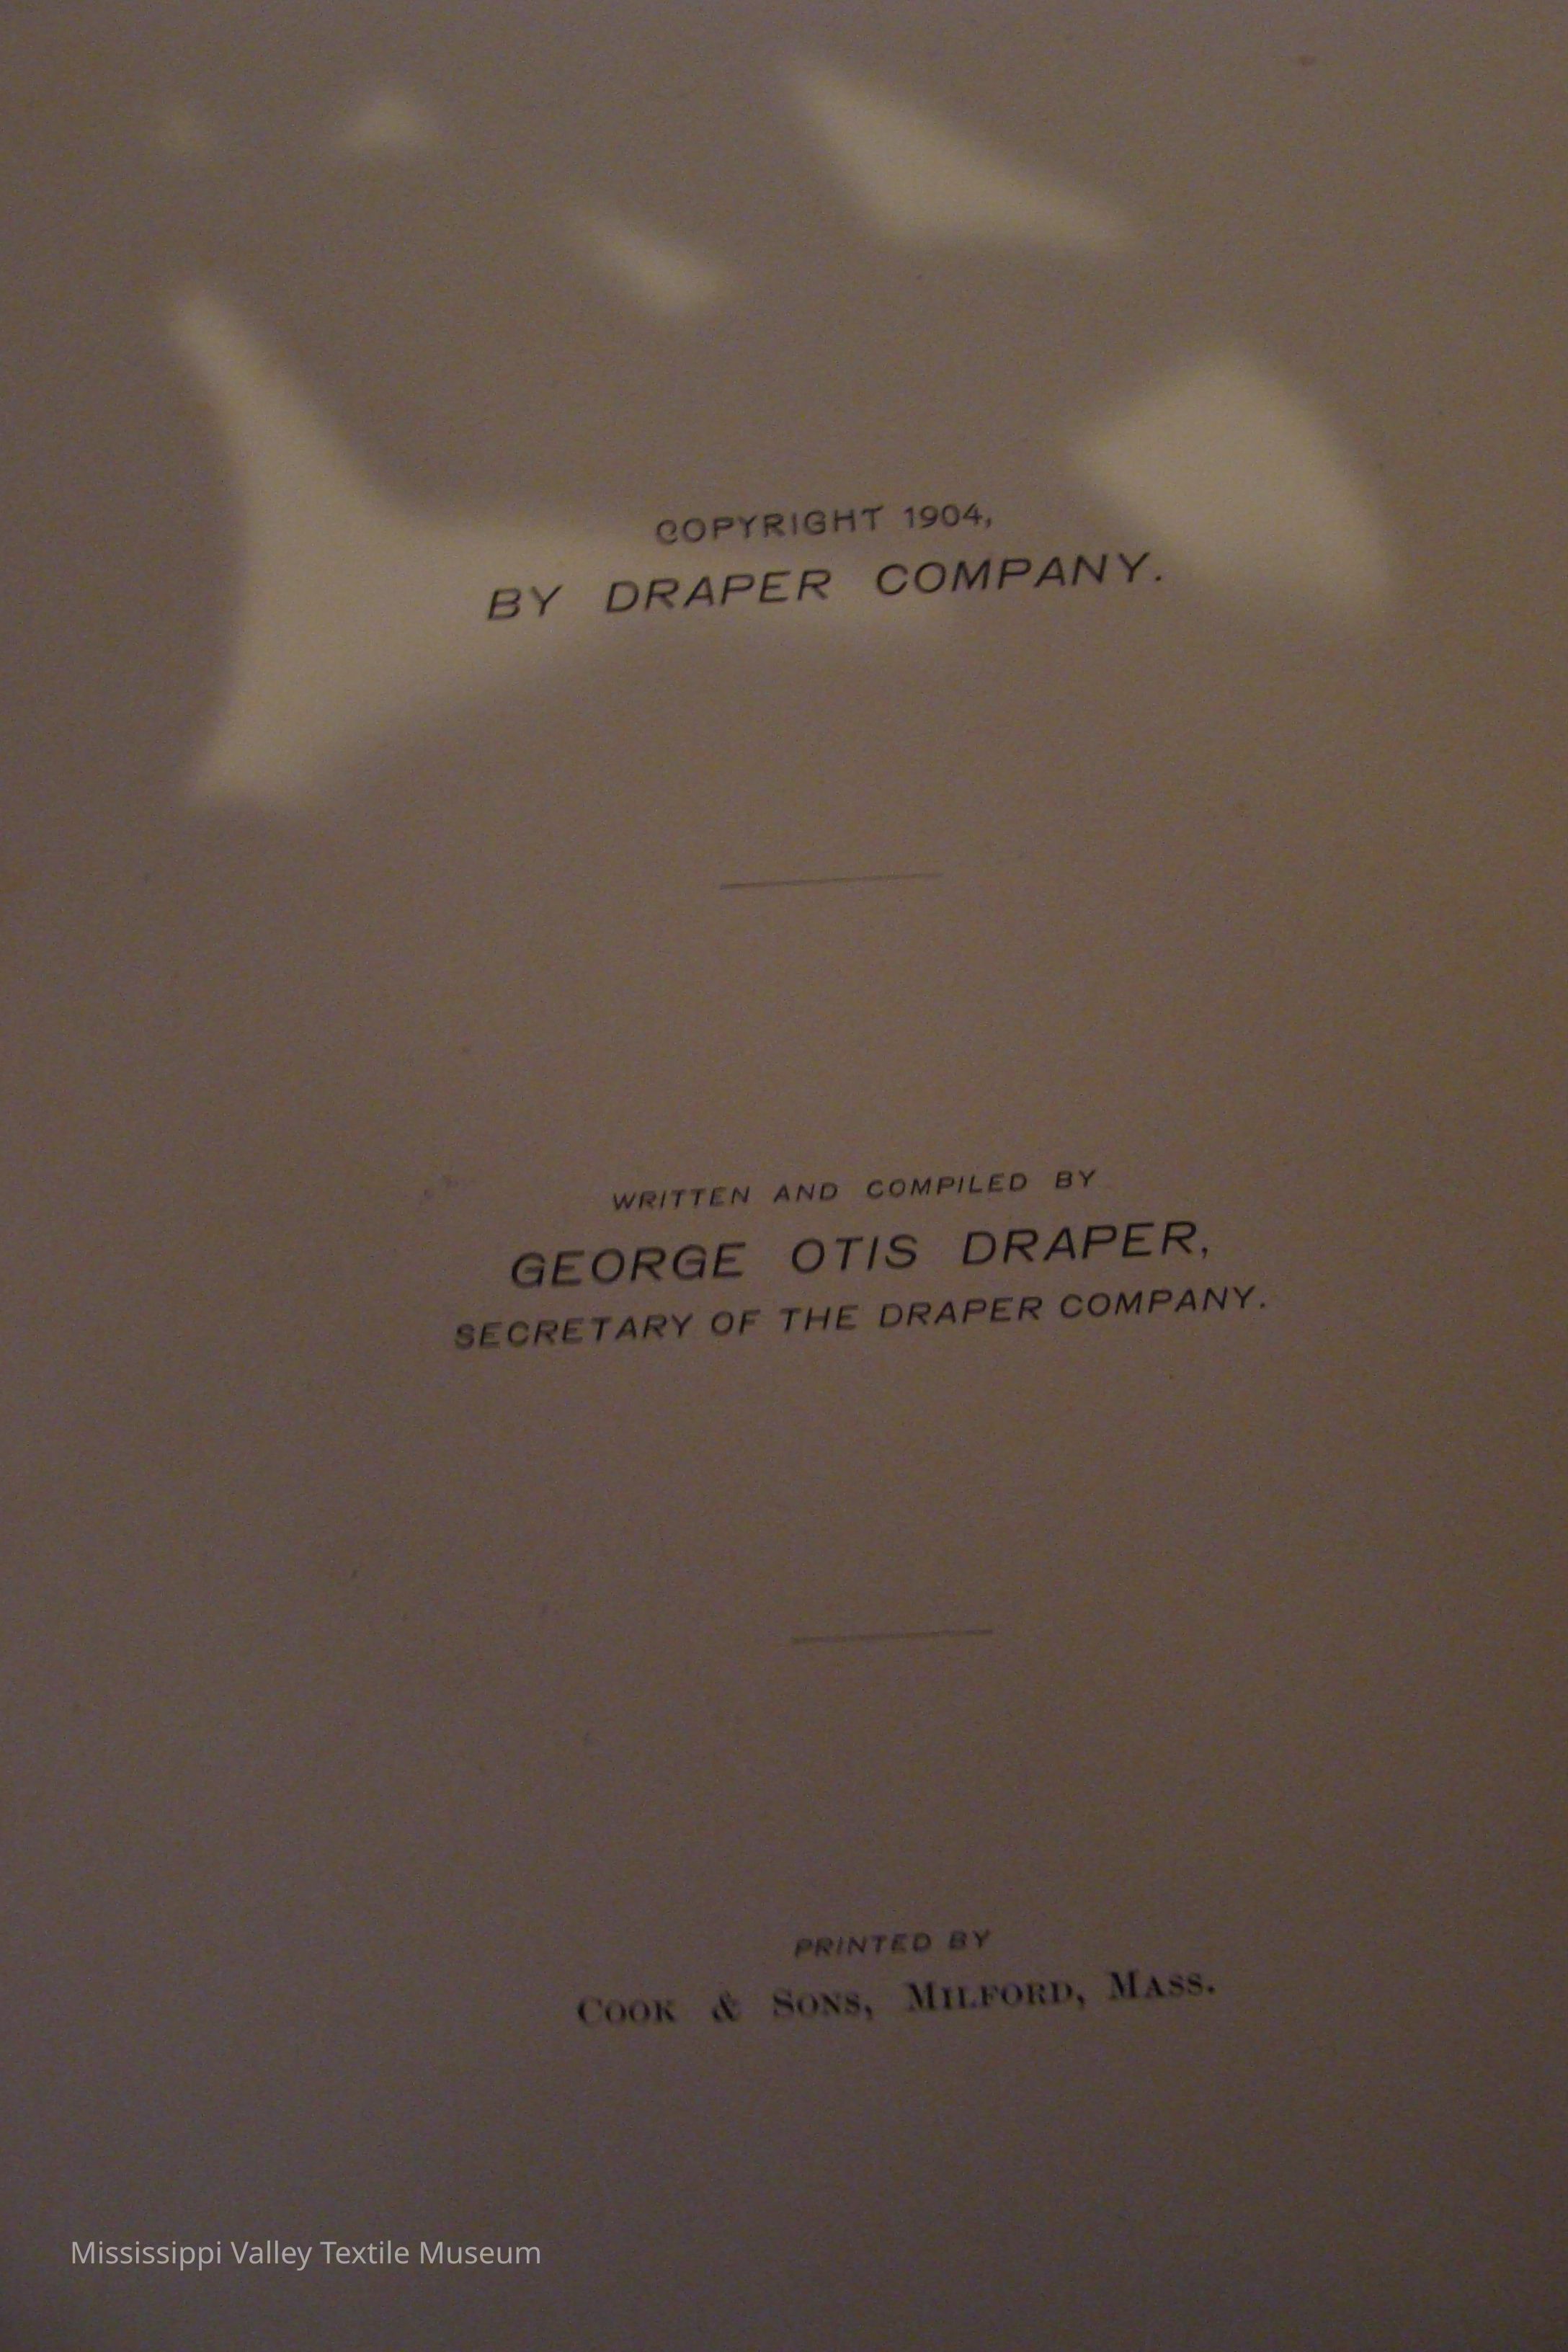 COPYRIGHT 1904,
BY DRAPER COMPANY.
WRITTEN AND COMPILED BY
GEORGE OTIS DRAPER,
SECRETARY OF THE DRAPER COMPANY.
PRINTED BY
COOK & SONS, MILFORD, MASS.
Mississippi Valley Textile Museum